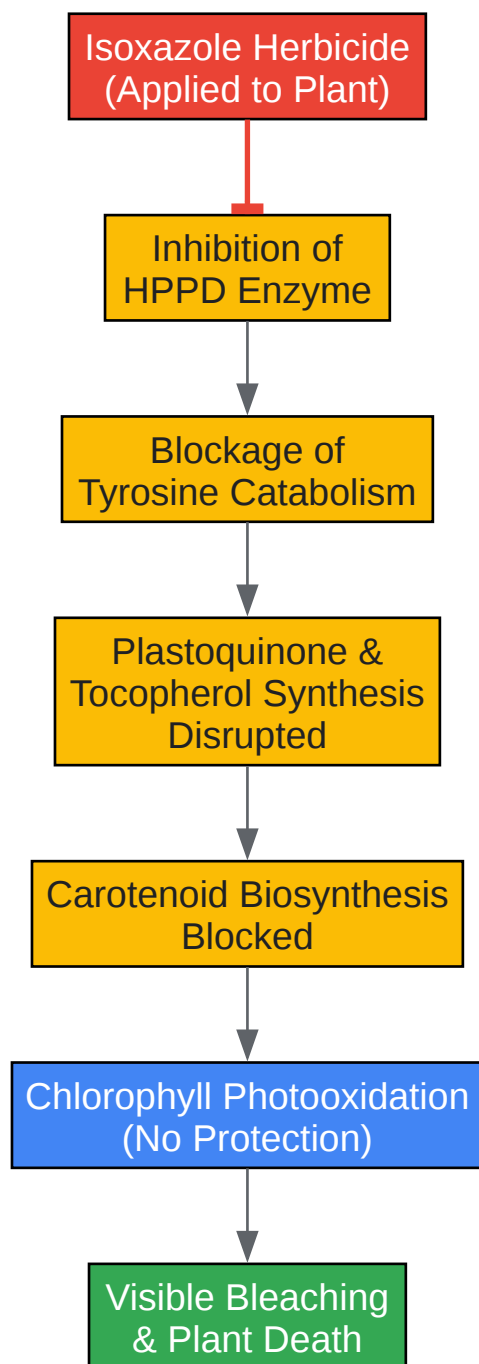 Isoxazole Herbicide
(Applied to Plant)
Inhibition of
HPPD Enzyme
Blockage of
Tyrosine Catabolism
Plastoquinone &
Tocopherol Synthesis
Disrupted
Carotenoid Biosynthesis
Blocked
Chlorophyll Photooxidation
(No Protection)
Visible Bleaching
& Plant Death